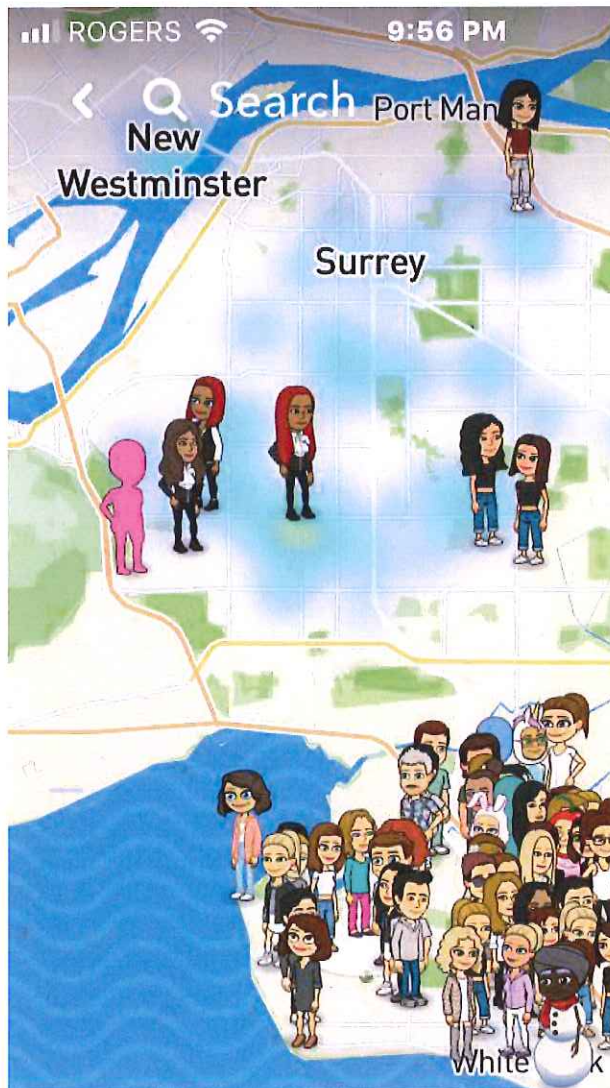 ROGERS 9:56 PM
Search Port Man
New
Westminster
Surrey
White k